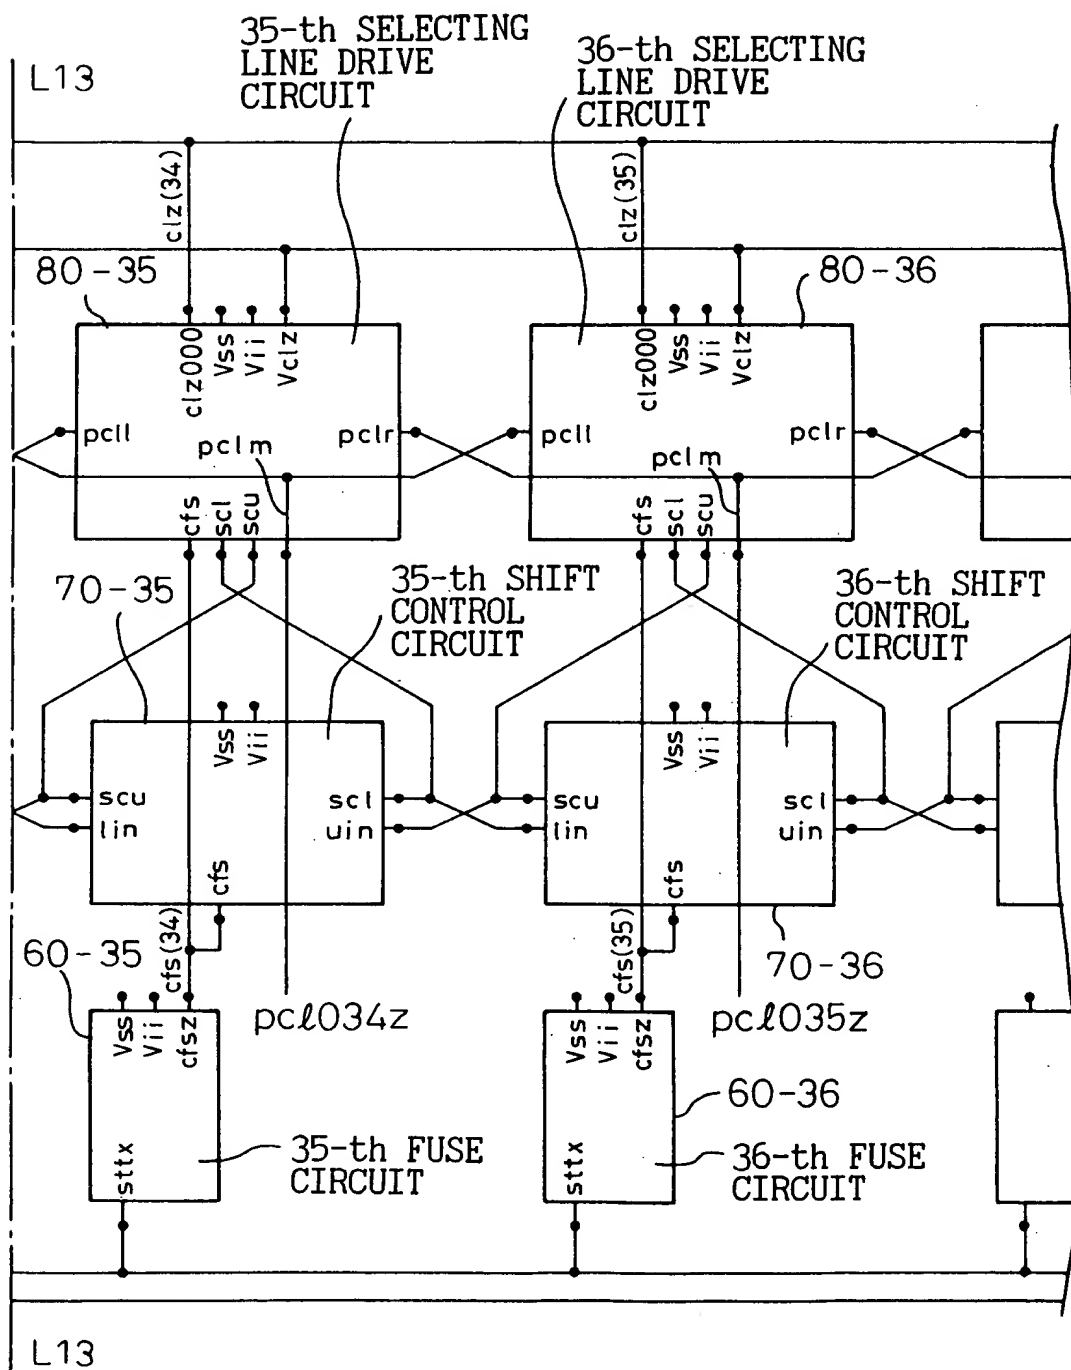 35-th SELECTING
LINE DRIVE
CIRCUIT
36-th SELECTING
LINE DRIVE
CIRCUIT
L13
clz(34)
clz(35)
80-35
80-36
clz000
Vss
Vii
Vclz
clz000
Vss
Vii
Vclz
pcll
pclr
pcll
pclr
pclm
pclm
cfs
scl
scu
cfs
scl
scu
70-35
35-th SHIFT
CONTROL
CIRCUIT
36-th SHIFT
CONTROL
CIRCUIT
Vss
Vii
Vss
Vii
scu
lin
scl
uin
scu
lin
scl
uin
cfs
cfs
cfs(34)
cfs(35)
60-35
70-36
pcl034z
pcl035z
Vss
Vii
cfsz
Vss
Vii
cfsz
60-36
sttx
35-th FUSE
CIRCUIT
sttx
36-th FUSE
CIRCUIT
L13